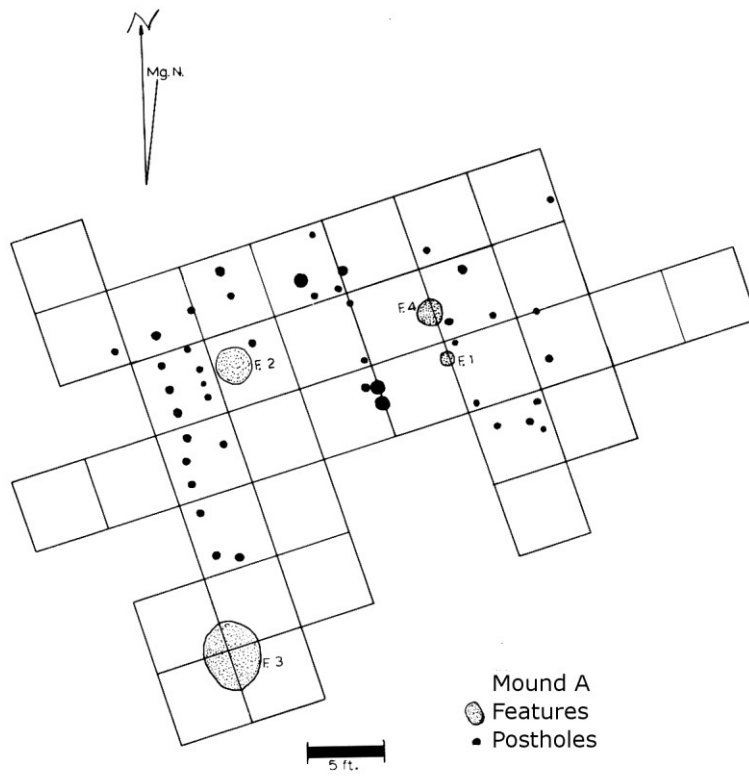 N
Mg. N.
F. 4
F. 1
F. 2
F. 3
Mound A
Features
Postholes
5 ft.